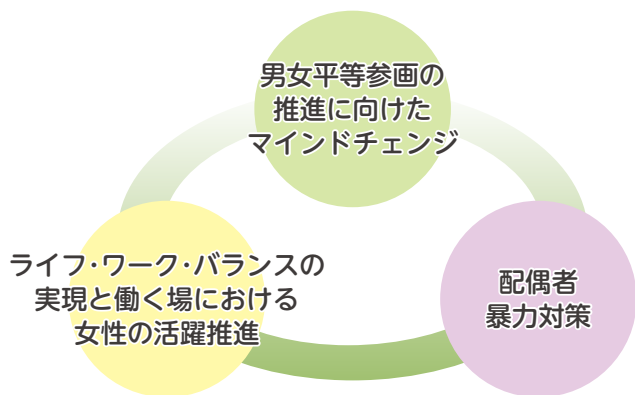 男女平等参画の
推進に向けた
マインドチェンジ
ライフ・ワーク・バランスの
実現と働く場における
女性の活躍推進
配偶者
暴力対策